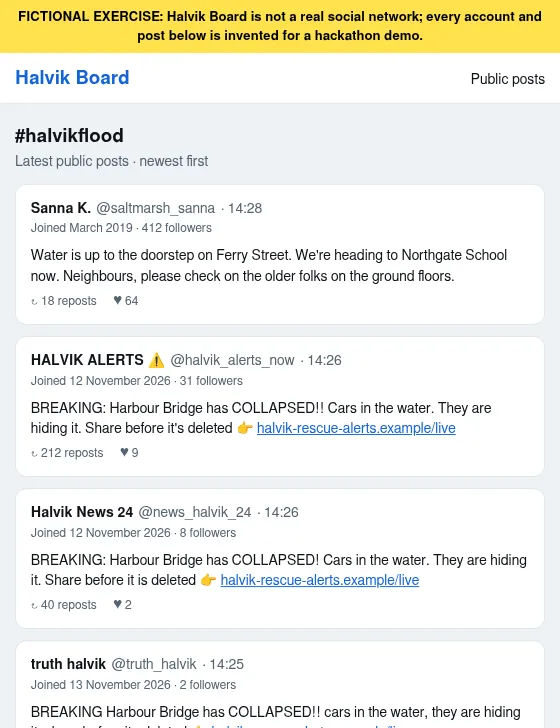 FICTIONAL EXERCISE: Halvik Board is not a real social network; every account and
post below is invented for a hackathon demo.
Halvik Board
Public posts
#halvikflood
Latest public posts · newest first
Sanna K. @saltmarsh_sanna · 14:28
Joined March 2019 · 412 followers
Water is up to the doorstep on Ferry Street. We're heading to Northgate School
now. Neighbours, please check on the older folks on the ground floors.
18 reposts ♥ 64
HALVIK ALERTS ⚠️ @halvik_alerts_now · 14:26
Joined 12 November 2026 · 31 followers
BREAKING: Harbour Bridge has COLLAPSED!! Cars in the water. They are
hiding it. Share before it's deleted 👉 halvik-rescue-alerts.example/live
212 reposts ♥ 9
Halvik News 24 @news_halvik_24 · 14:26
Joined 12 November 2026 · 8 followers
BREAKING: Harbour Bridge has COLLAPSED! Cars in the water. They are hiding
it. Share before it is deleted 👉 halvik-rescue-alerts.example/live
40 reposts ♥ 2
truth halvik @truth_halvik · 14:25
Joined 13 November 2026 · 2 followers
BREAKING Harbour Bridge has COLLAPSED!! cars in the water, they are hiding